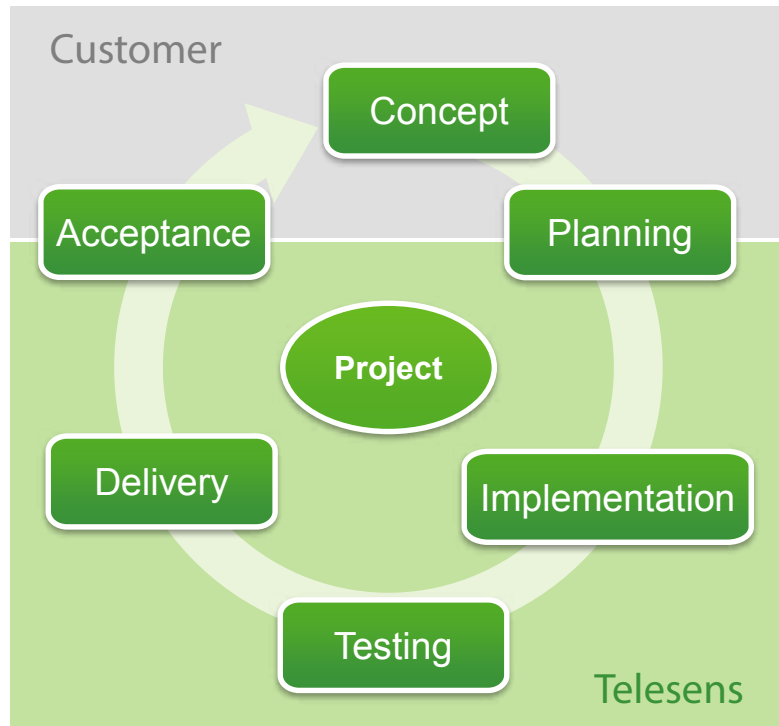 Customer
Concept
Acceptance
Planning
Project
Delivery
Implementation
Testing
Telesens